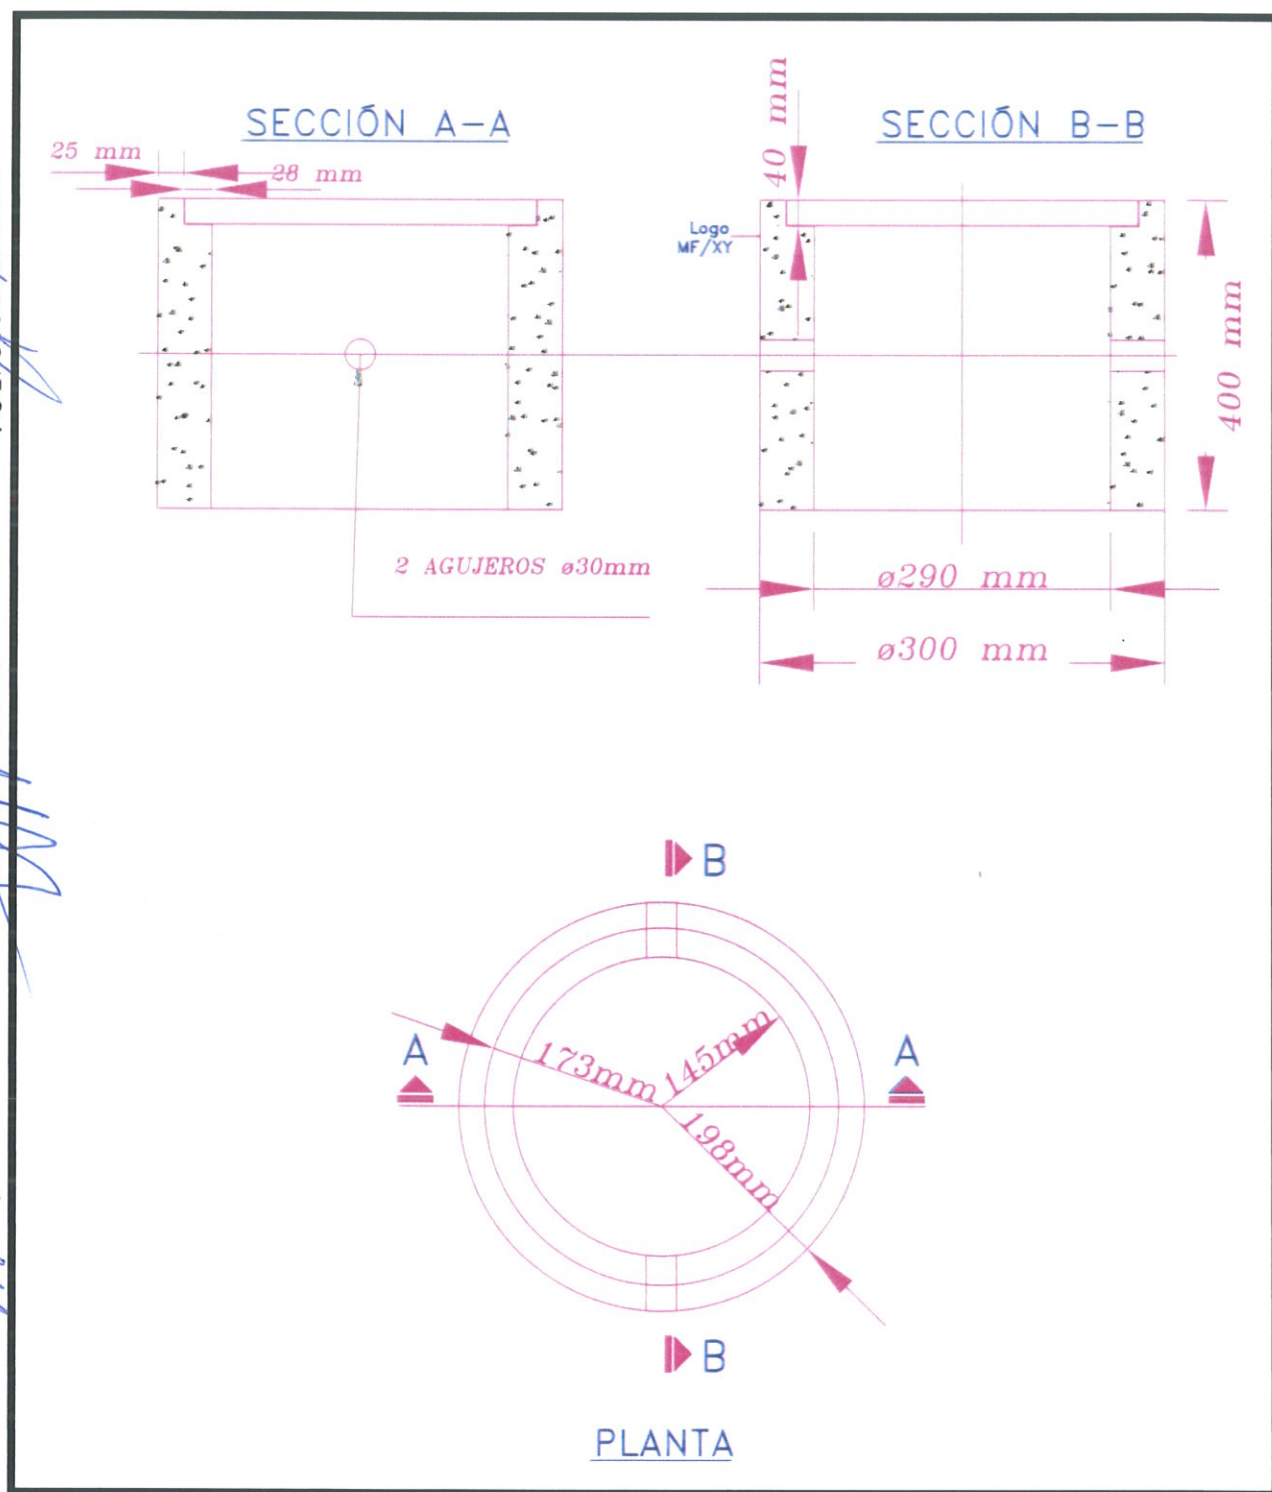 SECCIÓN A-A
SECCIÓN B-B
25 mm
28 mm
40 mm
Logo
MF/XY
400 mm
2 AGUJEROS ø30mm
ø290 mm
ø300 mm
B
A
A
173mm
145mm
198mm
B
PLANTA